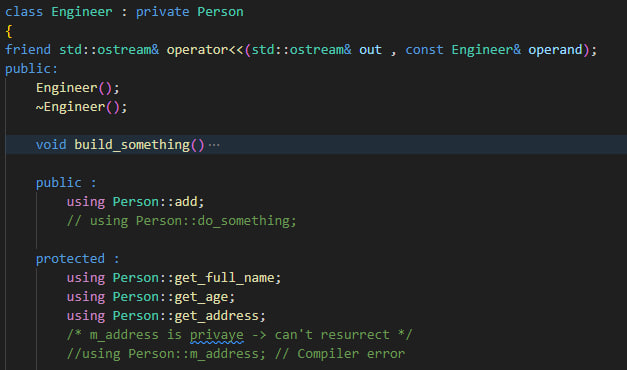 class Engineer : private Person
{
friend std::ostream& operator<<(std::ostream& out , const Engineer& operand);
public:
Engineer();
~Engineer();
void build_something()…
public :
using Person::add;
// using Person::do_something;
protected :
using Person::get_full_name;
using Person::get_age;
using Person::get_address;
/* m_address is privaye -> can't resurrect */
//using Person::m_address; // Compiler error